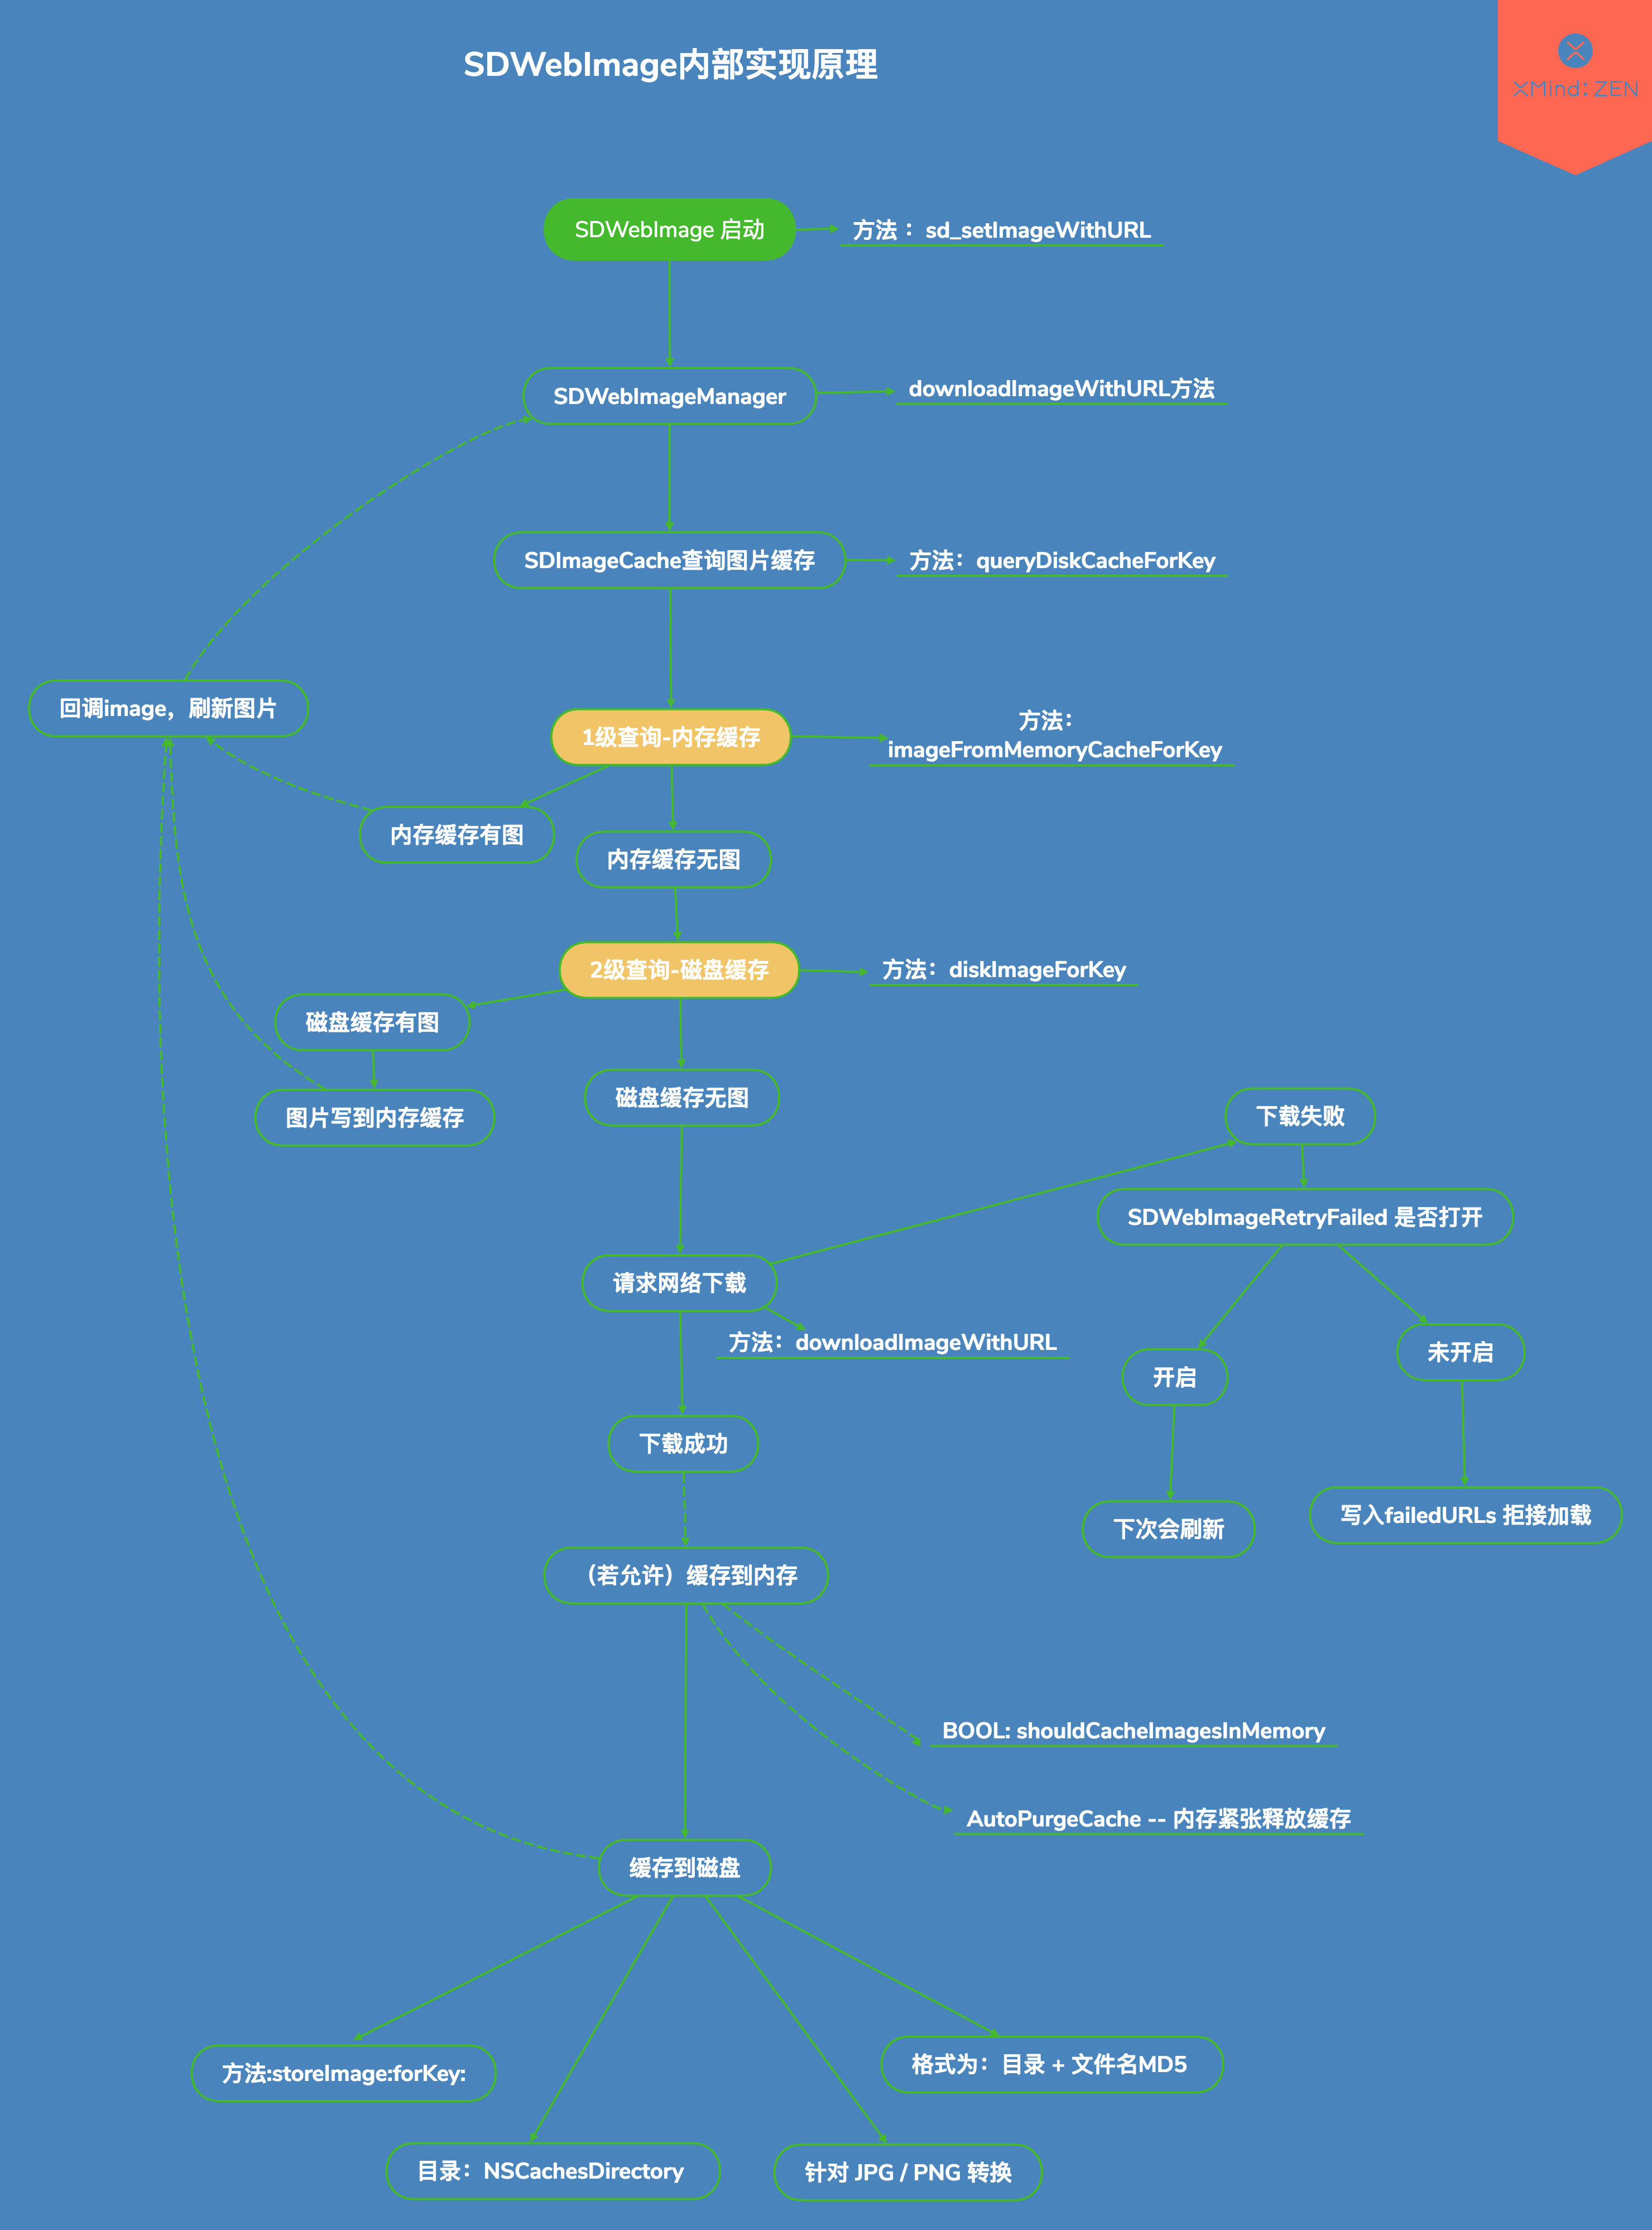 SDWebImage内部实现原理
XMind:ZEN
SDWebImage 启动
方法 ：sd_setImageWithURL
SDWebImageManager
downloadImageWithURL方法
SDImageCache查询图片缓存
方法：queryDiskCacheForKey
回调image，刷新图片
1级查询-内存缓存
方法：
imageFromMemoryCacheForKey
内存缓存有图
内存缓存无图
2级查询-磁盘缓存
方法：diskImageForKey
磁盘缓存有图
图片写到内存缓存
磁盘缓存无图
下载失败
SDWebImageRetryFailed 是否打开
请求网络下载
方法：downloadImageWithURL
开启
未开启
下载成功
下次会刷新
写入failedURLs 拒接加载
（若允许）缓存到内存
BOOL: shouldCacheImagesInMemory
AutoPurgeCache -- 内存紧张释放缓存
缓存到磁盘
方法:storeImage:forKey:
格式为：目录 + 文件名MD5
目录：NSCachesDirectory
针对 JPG / PNG 转换